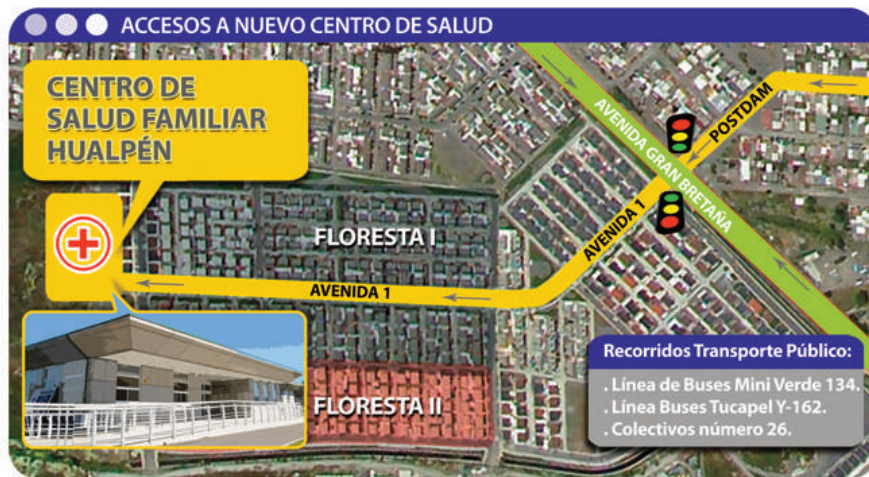 ACCESOS A NUEVO CENTRO DE SALUD
CENTRO DE
SALUD FAMILIAR
HUALPÉN
POSTDAM
AVENIDA GRAN BRETAÑA
AVENIDA 1
FLORESTA I
AVENIDA 1
FLORESTA II
Recorridos Transporte Público:
. Línea de Buses Mini Verde 134.
. Línea Buses Tucapel Y-162.
. Colectivos número 26.